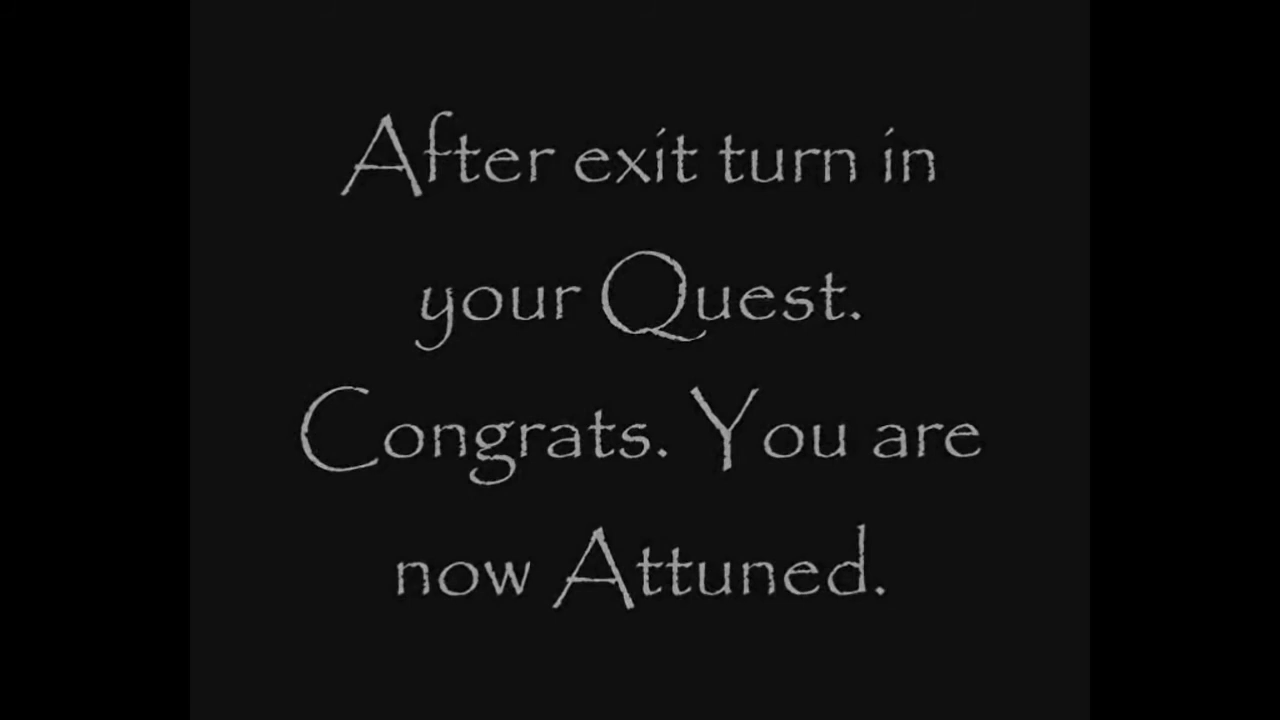 After exit turn in
your Quest.
Congrats. You are
now Attuned.